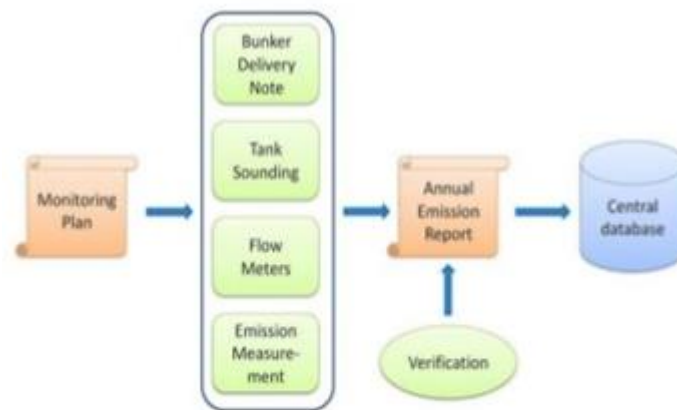 Monitoring
Plan
Bunker
Delivery
Note
Tank
Sounding
Flow
Meters
Emission
Measure-
ment
Annual
Emission
Report
Verification
Central
database